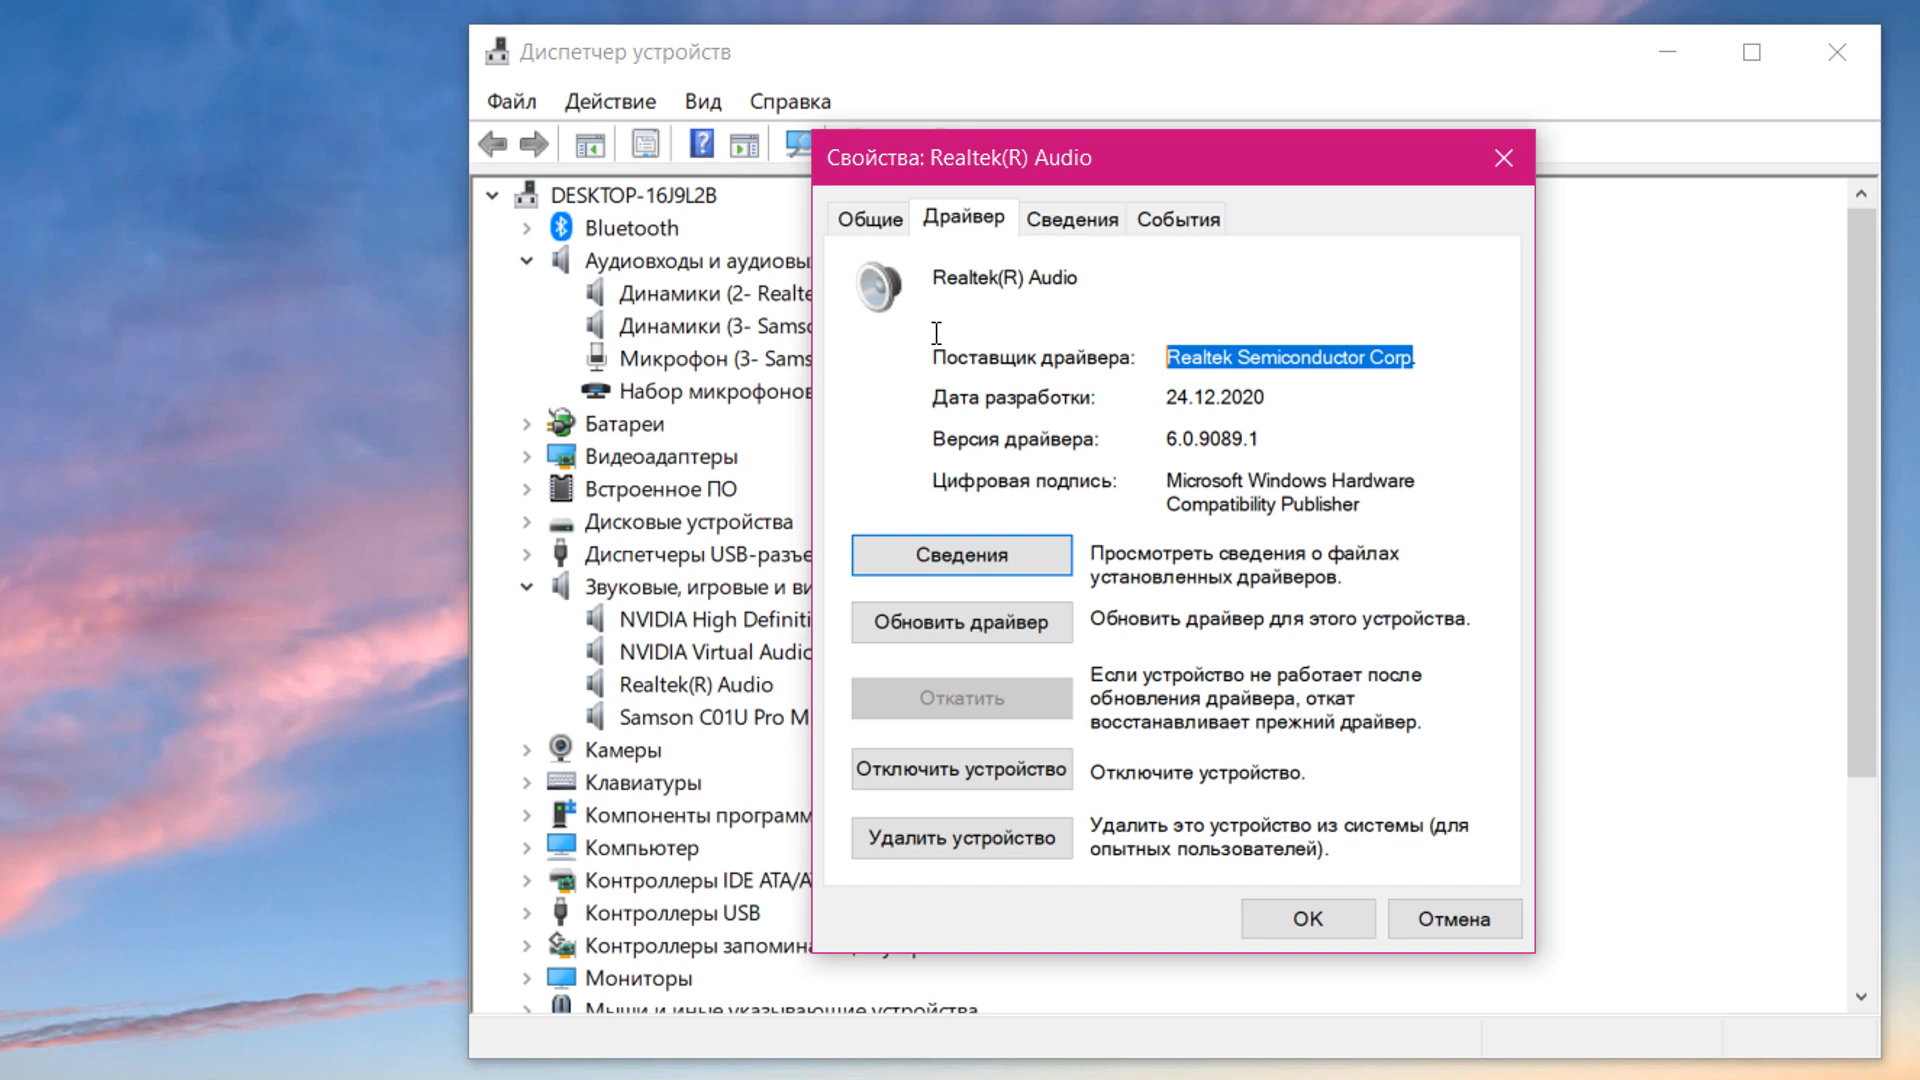 Диспетчер устройств
Файл Действие Вид Справка
DESKTOP-16J9L2B
Bluetooth
Аудиовходы и аудиовы
Динамики (2- Realte
Динамики (3- Samso
Микрофон (3- Sams
Набор микрофонов
Батареи
Видеоадаптеры
Встроенное ПО
Дисковые устройства
Диспетчеры USB-разъе
Звуковые, игровые и ви
NVIDIA High Definiti
NVIDIA Virtual Audio
Realtek(R) Audio
Samson C01U Pro M
Камеры
Клавиатуры
Компоненты программ
Компьютер
Контроллеры IDE ATA/A
Контроллеры USB
Контроллеры запомина
Мониторы
Мыши и иные указывающие устройства
Свойства: Realtek(R) Audio
Общие Драйвер Сведения События
Realtek(R) Audio
Поставщик драйвера: Realtek Semiconductor Corp.
Дата разработки: 24.12.2020
Версия драйвера: 6.0.9089.1
Цифровая подпись: Microsoft Windows Hardware
Compatibility Publisher
Сведения
Просмотреть сведения о файлах
установленных драйверов.
Обновить драйвер
Обновить драйвер для этого устройства.
Откатить
Если устройство не работает после
обновления драйвера, откат
восстанавливает прежний драйвер.
Отключить устройство
Отключите устройство.
Удалить устройство
Удалить это устройство из системы (для
опытных пользователей).
OK Отмена